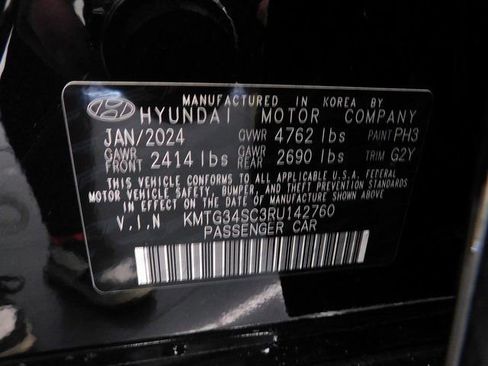 MANUFACTURED IN KOREA BY
HYUNDAI MOTOR COMPANY
JAN/2024 GVWR 4762 lbs PAINT PH3
GAWR FRONT 2414 lbs GAWR REAR 2690 lbs TRIM G2Y
THIS VEHICLE CONFORMS TO ALL APPLICABLE U.S.A. FEDERAL
MOTOR VEHICLE SAFETY, BUMPER, AND THEFT PREVENTION STANDARDS
IN EFFECT ON THE DATE OF MANUFACTURE SHOWN ABOVE.
V.I.N KMTG34SC3RU142760
PASSENGER CAR